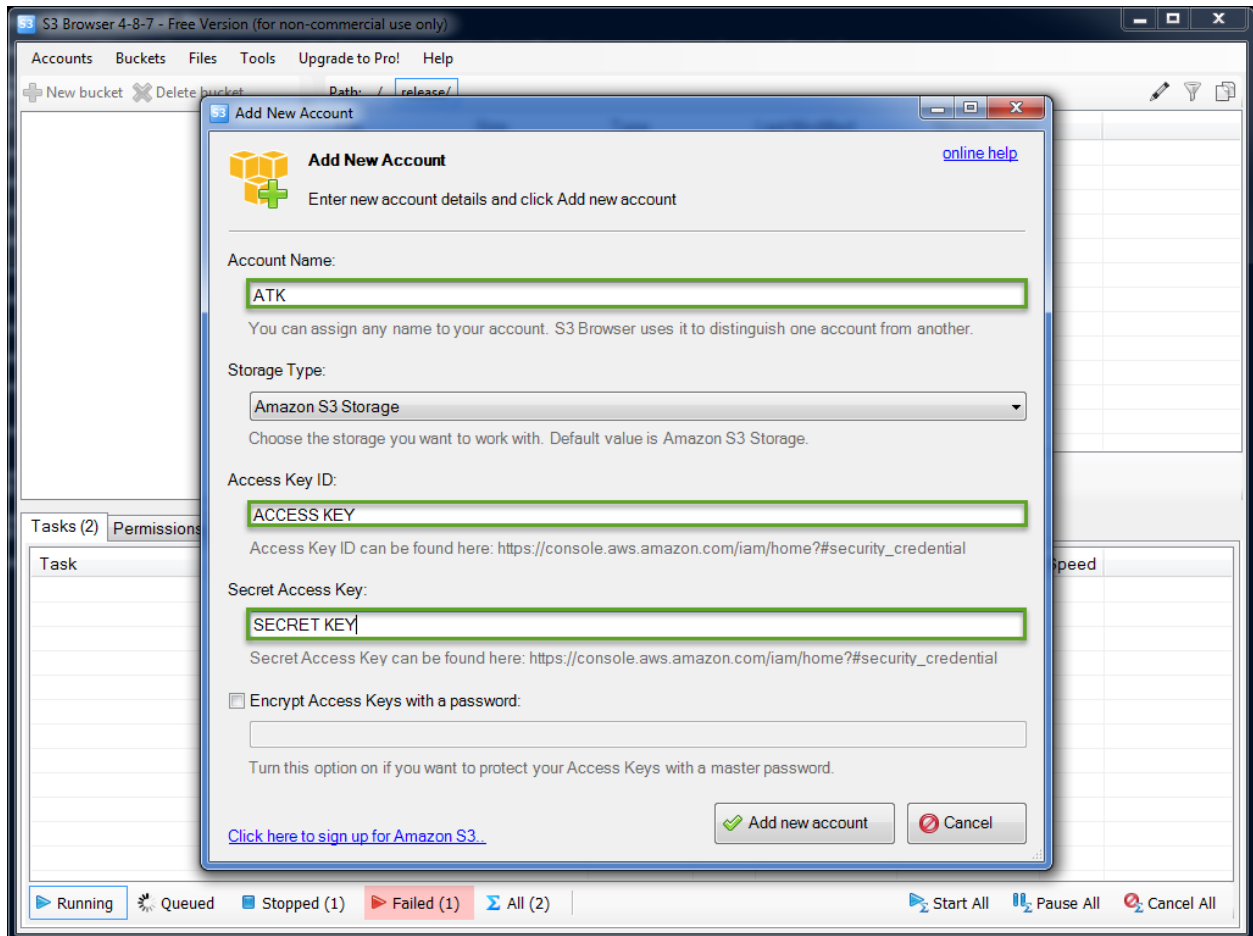 S3 Browser 4-8-7 - Free Version (for non-commercial use only)
Accounts Buckets Files Tools Upgrade to Pro! Help
New bucket Delete bucket Path: / release/
Add New Account
Add New Account
online help
Enter new account details and click Add new account
Account Name:
ATK
You can assign any name to your account. S3 Browser uses it to distinguish one account from another.
Storage Type:
Amazon S3 Storage
Choose the storage you want to work with. Default value is Amazon S3 Storage.
Access Key ID:
ACCESS KEY
Access Key ID can be found here: https://console.aws.amazon.com/iam/home?#security_credential
Tasks (2) Permissions
Task
Speed
Secret Access Key:
SECRET KEY
Secret Access Key can be found here: https://console.aws.amazon.com/iam/home?#security_credential
Encrypt Access Keys with a password:
Turn this option on if you want to protect your Access Keys with a master password.
Click here to sign up for Amazon S3..
Add new account
Cancel
Running Queued Stopped (1) Failed (1) All (2) Start All Pause All Cancel All